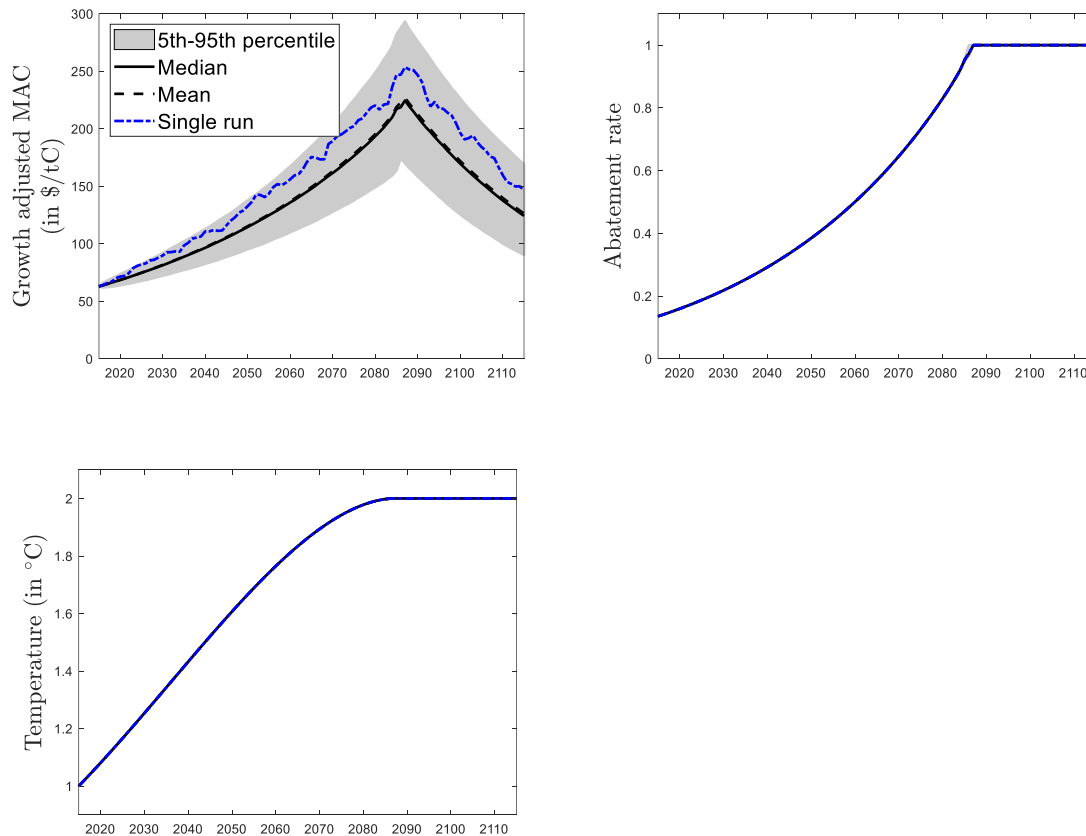 Growth adjusted MAC
(in $/tC)
300
250
200
150
100
50
0
5th-95th percentile
Median
Mean
Single run
2020 2030 2040 2050 2060 2070 2080 2090 2100 2110
Abatement rate
1
0.8
0.6
0.4
0.2
0
2020 2030 2040 2050 2060 2070 2080 2090 2100 2110
Temperature (in °C)
2
1.8
1.6
1.4
1.2
1
2020 2030 2040 2050 2060 2070 2080 2090 2100 2110